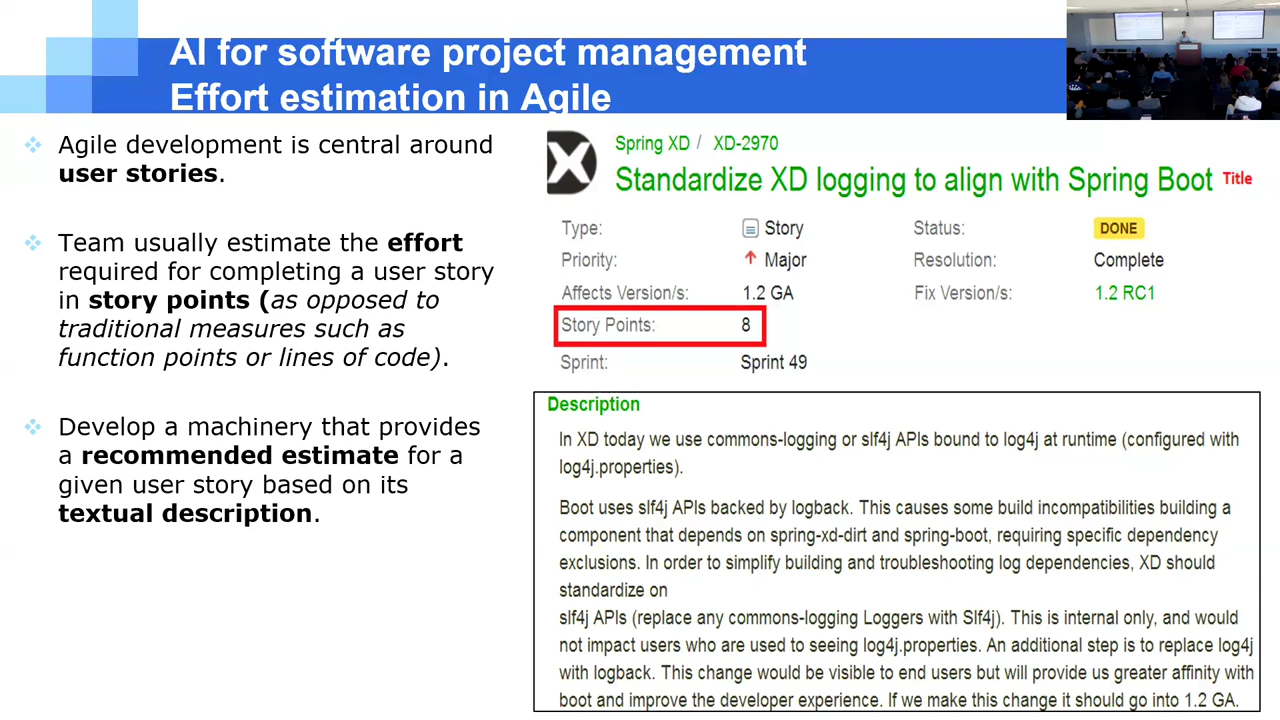 AI for software project management
Effort estimation in Agile
Agile development is central around
user stories.
Team usually estimate the effort
required for completing a user story
in story points (as opposed to
traditional measures such as
function points or lines of code).
Develop a machinery that provides
a recommended estimate for a
given user story based on its
textual description.
Spring XD / XD-2970
Standardize XD logging to align with Spring Boot Title
Type: Story Status: DONE
Priority: Major Resolution: Complete
Affects Version/s: 1.2 GA Fix Version/s: 1.2 RC1
Story Points: 8
Sprint: Sprint 49
Description
In XD today we use commons-logging or slf4j APIs bound to log4j at runtime (configured with
log4j.properties).
Boot uses slf4j APIs backed by logback. This causes some build incompatibilities building a
component that depends on spring-xd-dirt and spring-boot, requiring specific dependency
exclusions. In order to simplify building and troubleshooting log dependencies, XD should
standardize on
slf4j APIs (replace any commons-logging Loggers with Slf4j). This is internal only, and would
not impact users who are used to seeing log4j.properties. An additional step is to replace log4j
with logback. This change would be visible to end users but will provide us greater affinity with
boot and improve the developer experience. If we make this change it should go into 1.2 GA.